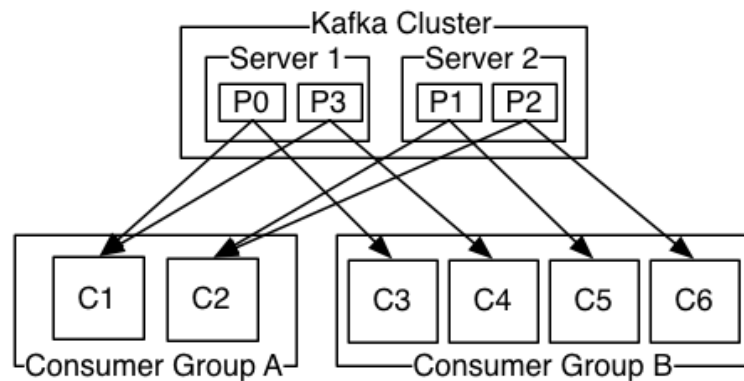 Kafka Cluster
Server 1 Server 2
P0 P3 P1 P2
C1 C2 C3 C4 C5 C6
Consumer Group A Consumer Group B